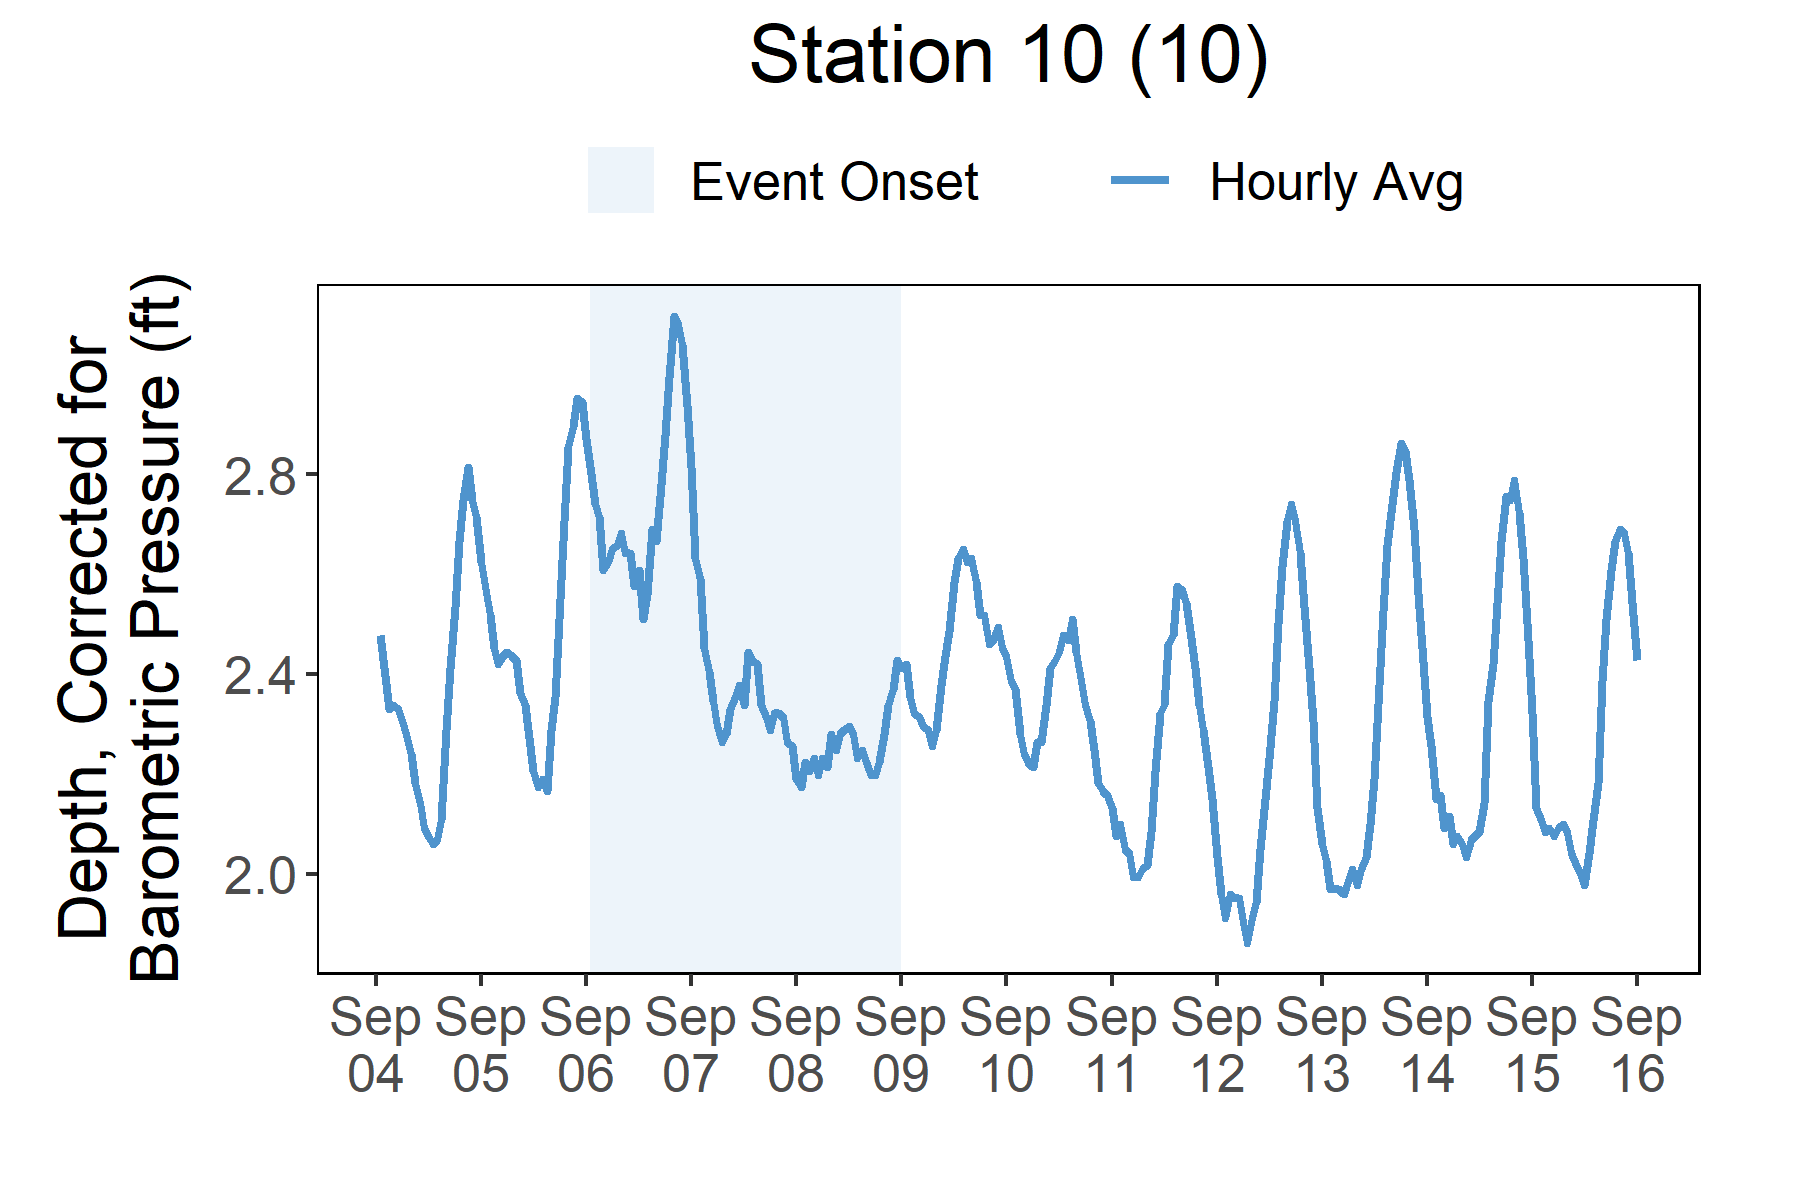 Station 10 (10)
Event Onset
Hourly Avg
Depth, Corrected for
Barometric Pressure (ft)
2.8
2.4
2.0
Sep Sep Sep Sep Sep Sep Sep Sep Sep Sep Sep Sep Sep
04 05 06 07 08 09 10 11 12 13 14 15 16